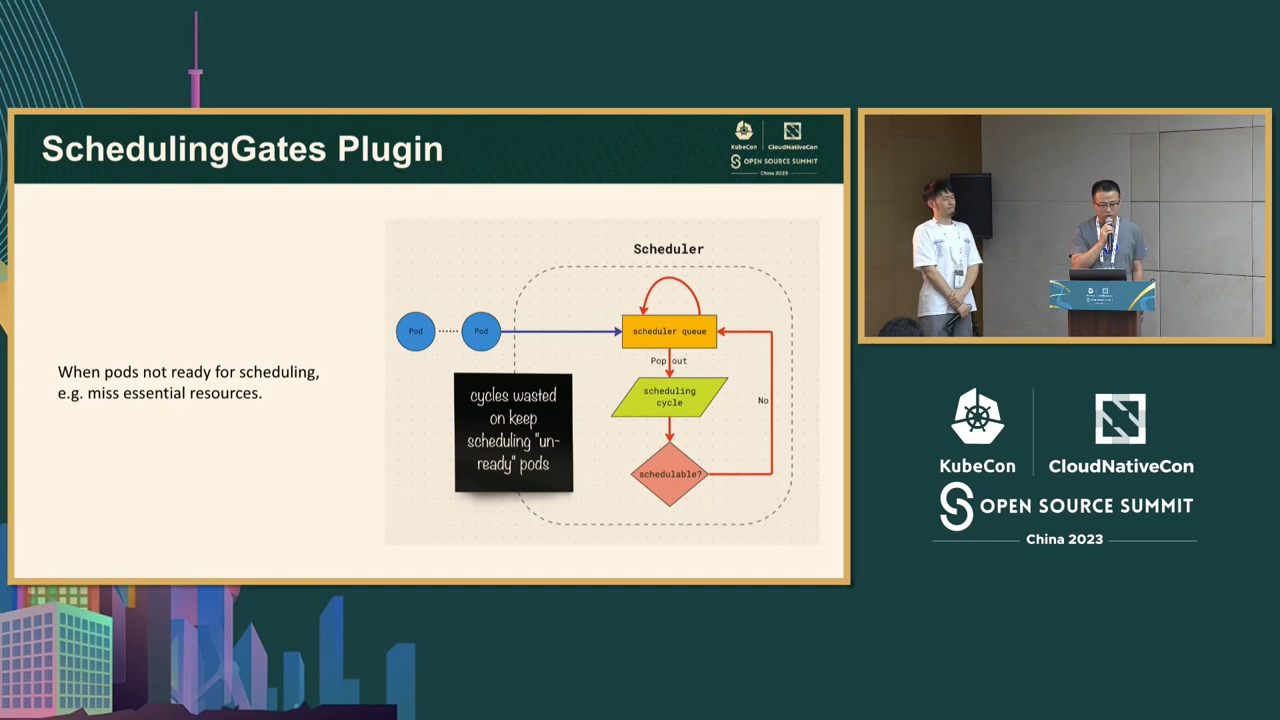 SchedulingGates Plugin
KubeCon
CloudNativeCon
OPEN SOURCE SUMMIT
China 2023
When pods not ready for scheduling,
e.g. miss essential resources.
Scheduler
Pod
Pod
scheduler queue
Pop out
scheduling
cycle
No
schedulable?
cycles wasted
on keep
scheduling "un-
ready" pods
KubeCon
CloudNativeCon
OPEN SOURCE SUMMIT
China 2023